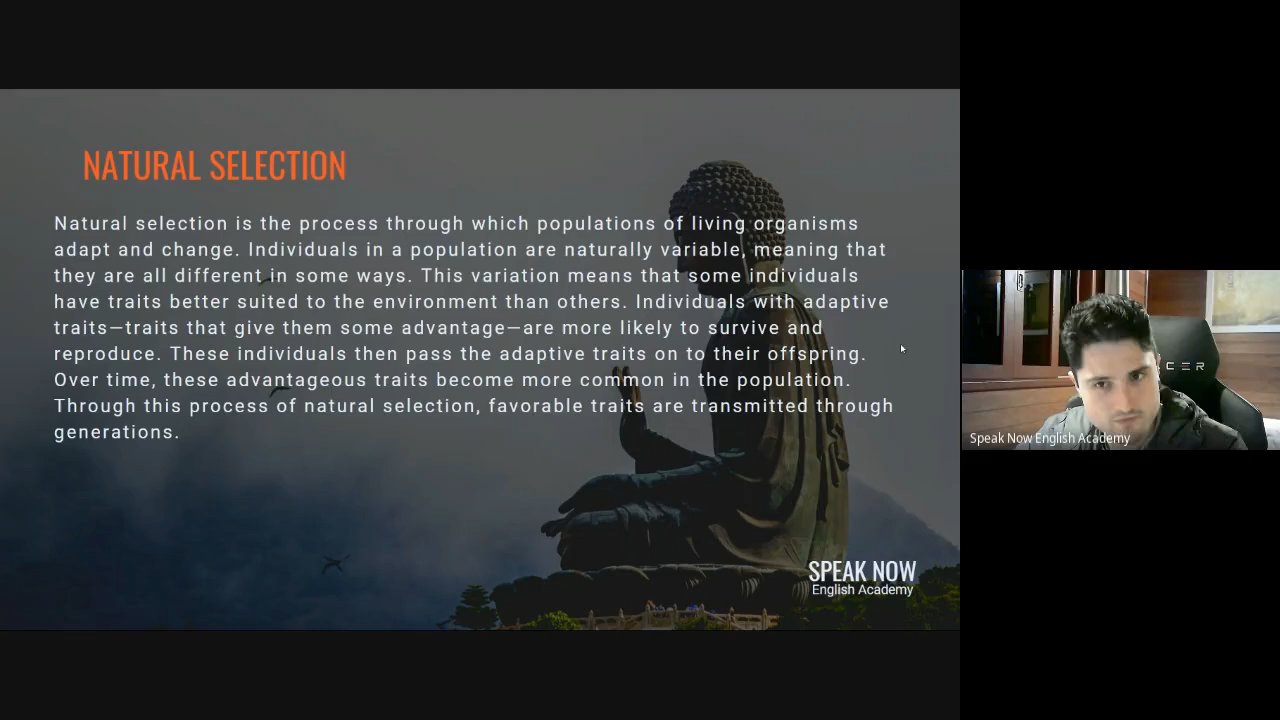 NATURAL SELECTION
Natural selection is the process through which populations of living organisms
adapt and change. Individuals in a population are naturally variable, meaning that
they are all different in some ways. This variation means that some individuals
have traits better suited to the environment than others. Individuals with adaptive
traits—traits that give them some advantage—are more likely to survive and
reproduce. These individuals then pass the adaptive traits on to their offspring.
Over time, these advantageous traits become more common in the population.
Through this process of natural selection, favorable traits are transmitted through
generations.
SPEAK NOW
English Academy
CER
Speak Now English Academy